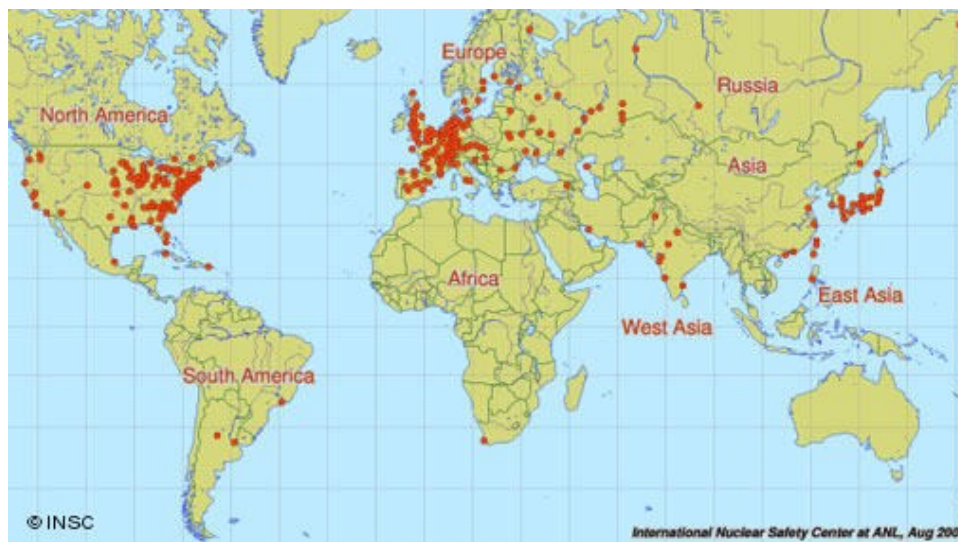 Europe
Russia
North America
Asia
Africa
East Asia
West Asia
South America
© INSC
International Nuclear Safety Center at ANL, Aug